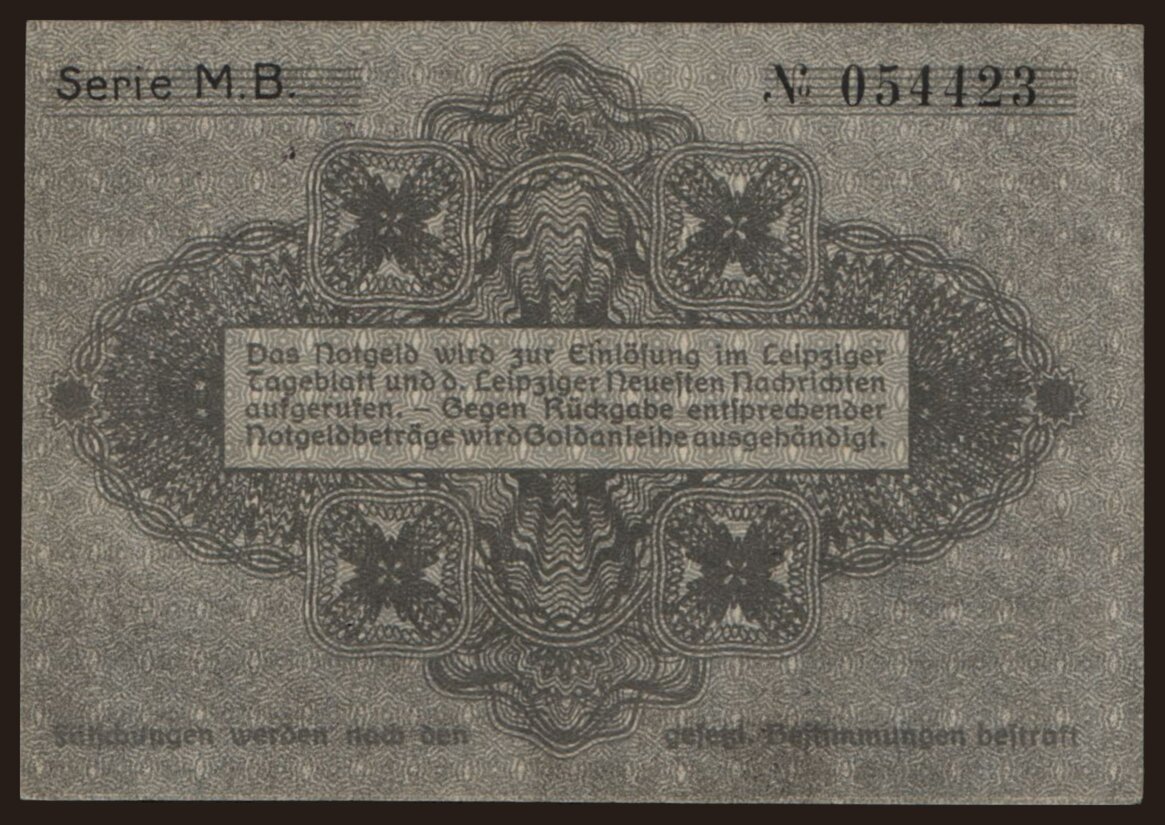 Serie M.B.
№ 054423
Das Notgeld wird zur Einlösung im Leipziger
Tageblatt und d. Leipziger Neuesten Nachrichten
aufgerufen. – Gegen Rückgabe entsprechender
Notgeldbeträge wird Goldanleihe ausgehändigt.
Fälschungen werden nach den gesetzl. Bestimmungen bestraft